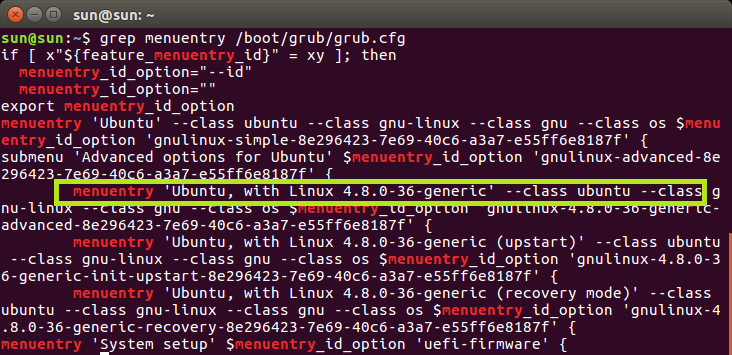 sun@sun: ~
sun@sun:~$ grep menuentry /boot/grub/grub.cfg
if [ x"${feature_menuentry_id}" = xy ]; then
  menuentry_id_option="--id"
  menuentry_id_option=""
export menuentry_id_option
menuentry 'Ubuntu' --class ubuntu --class gnu-linux --class gnu --class os $menu
entry_id_option 'gnulinux-simple-8e296423-7e69-40c6-a3a7-e55ff6e8187f' {
submenu 'Advanced options for Ubuntu' $menuentry_id_option 'gnulinux-advanced-8e
296423-7e69-40c6-a3a7-e55ff6e8187f' {
        menuentry 'Ubuntu, with Linux 4.8.0-36-generic' --class ubuntu --class g
nu-linux --class gnu --class os $menuentry_id_option 'gnulinux-4.8.0-36-generic-
advanced-8e296423-7e69-40c6-a3a7-e55ff6e8187f' {
        menuentry 'Ubuntu, with Linux 4.8.0-36-generic (upstart)' --class ubuntu
 --class gnu-linux --class gnu --class os $menuentry_id_option 'gnulinux-4.8.0-3
6-generic-init-upstart-8e296423-7e69-40c6-a3a7-e55ff6e8187f' {
        menuentry 'Ubuntu, with Linux 4.8.0-36-generic (recovery mode)' --class 
ubuntu --class gnu-linux --class gnu --class os $menuentry_id_option 'gnulinux-4
.8.0-36-generic-recovery-8e296423-7e69-40c6-a3a7-e55ff6e8187f' {
menuentry 'System setup' $menuentry_id_option 'uefi-firmware' {